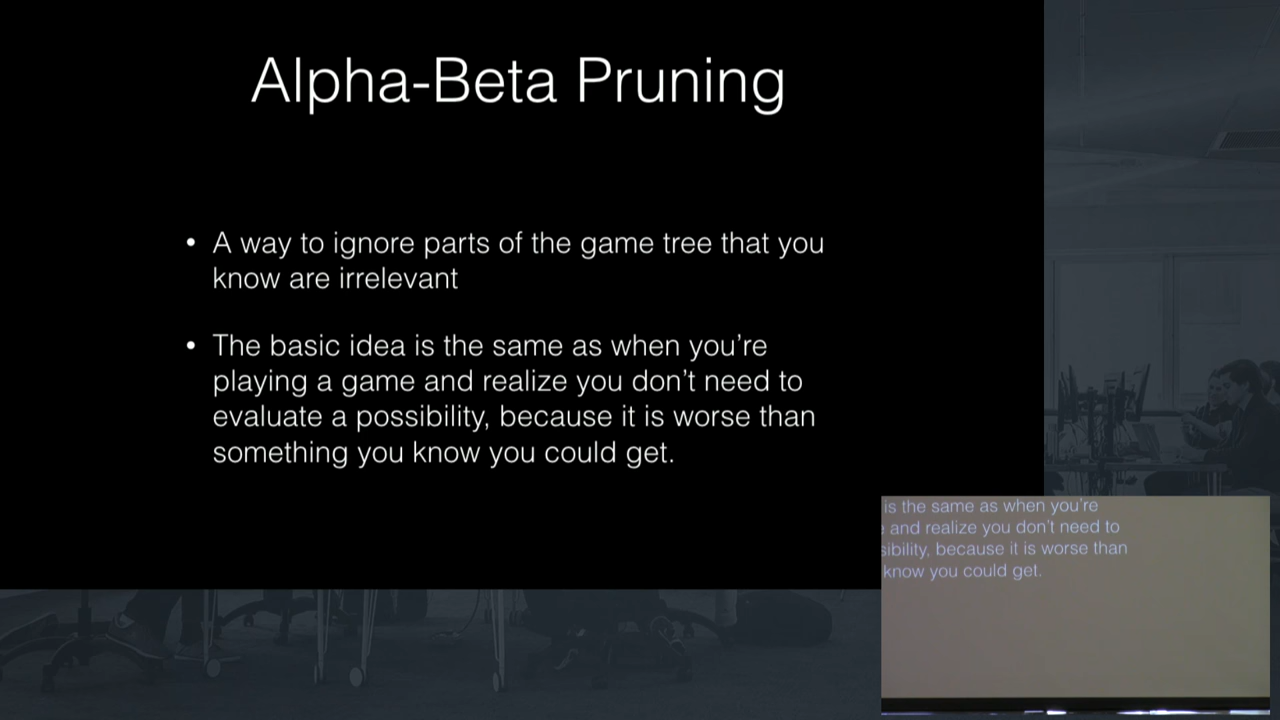 Alpha-Beta Pruning
• A way to ignore parts of the game tree that you
know are irrelevant
• The basic idea is the same as when you’re
playing a game and realize you don’t need to
evaluate a possibility, because it is worse than
something you know you could get.
is the same as when you’re
and realize you don’t need to
sibility, because it is worse than
know you could get.